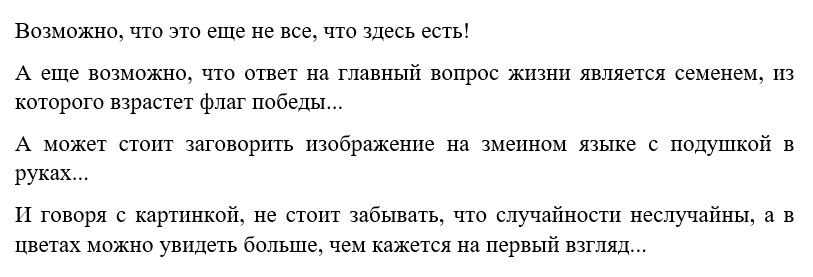 Возможно, что это еще не все, что здесь есть!
А еще возможно, что ответ на главный вопрос жизни является семенем, из
которого взрастет флаг победы...
А может стоит заговорить изображение на змеином языке с подушкой в
руках...
И говоря с картинкой, не стоит забывать, что случайности неслучайны, а в
цветах можно увидеть больше, чем кажется на первый взгляд...